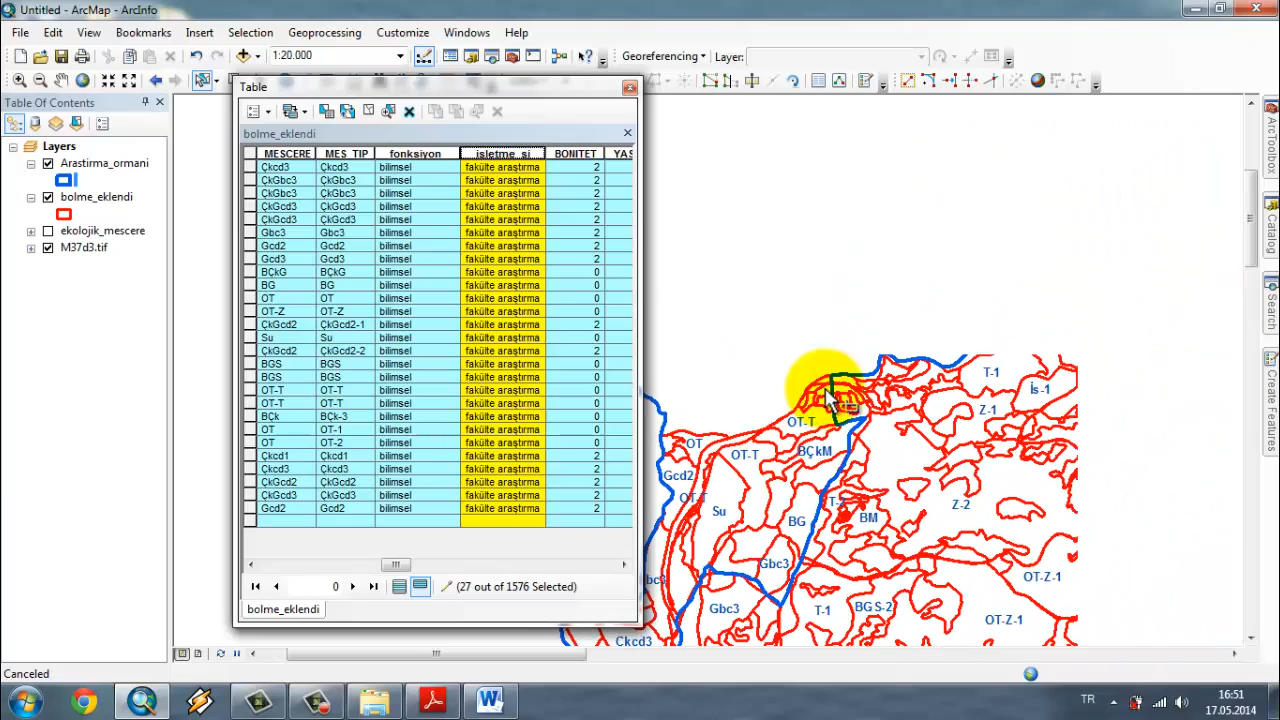 Untitled - ArcMap - ArcInfo
File Edit View Bookmarks Insert Selection Geoprocessing Customize Windows Help
1:20.000 Georeferencing Layer:
Table Of Contents
Layers
Arastirma_ormani
bolme_eklendi
ekolojik_mescere
M37d3.tif
Table
bolme_eklendi
MESCERE MES_TIP fonksiyon isletme_si BONITET YAS
Çkcd3 Çkcd3 bilimsel fakülte araştırma 2
ÇkGbc3 ÇkGbc3 bilimsel fakülte araştırma 2
ÇkGbc3 ÇkGbc3 bilimsel fakülte araştırma 2
ÇkGcd3 ÇkGcd3 bilimsel fakülte araştırma 2
ÇkGcd3 ÇkGcd3 bilimsel fakülte araştırma 2
Gbc3 Gbc3 bilimsel fakülte araştırma 2
Gcd2 Gcd2 bilimsel fakülte araştırma 2
Gcd3 Gcd3 bilimsel fakülte araştırma 2
BÇkG BÇkG bilimsel fakülte araştırma 0
BG BG bilimsel fakülte araştırma 0
OT OT bilimsel fakülte araştırma 0
OT-Z OT-Z bilimsel fakülte araştırma 0
ÇkGcd2 ÇkGcd2-1 bilimsel fakülte araştırma 2
Su Su bilimsel fakülte araştırma 0
ÇkGcd2 ÇkGcd2-2 bilimsel fakülte araştırma 2
BGS BGS bilimsel fakülte araştırma 0
BGS BGS bilimsel fakülte araştırma 0
OT-T OT-T bilimsel fakülte araştırma 0
OT-T OT-T bilimsel fakülte araştırma 0
BÇk BÇk-3 bilimsel fakülte araştırma 0
OT OT-1 bilimsel fakülte araştırma 0
OT OT-2 bilimsel fakülte araştırma 0
Çkcd1 Çkcd1 bilimsel fakülte araştırma 2
Çkcd3 Çkcd3 bilimsel fakülte araştırma 2
ÇkGcd2 ÇkGcd2 bilimsel fakülte araştırma 2
ÇkGcd3 ÇkGcd3 bilimsel fakülte araştırma 2
Gcd2 Gcd2 bilimsel fakülte araştırma 2
0 (27 out of 1576 Selected)
bolme_eklendi
T-1
İs-1
Z-1
OT-T
OT
OT-T
BÇkM
Gcd2
OT-T
T-2
Z-2
Su
BG
BM
Gbc3
OT-Z-1
bc3
Gbc3
T-1
BGS-2
OT-Z-1
Çkcd3
ArcToolbox
Catalog
Search
Create Features
Canceled
TR
16:51
17.05.2014